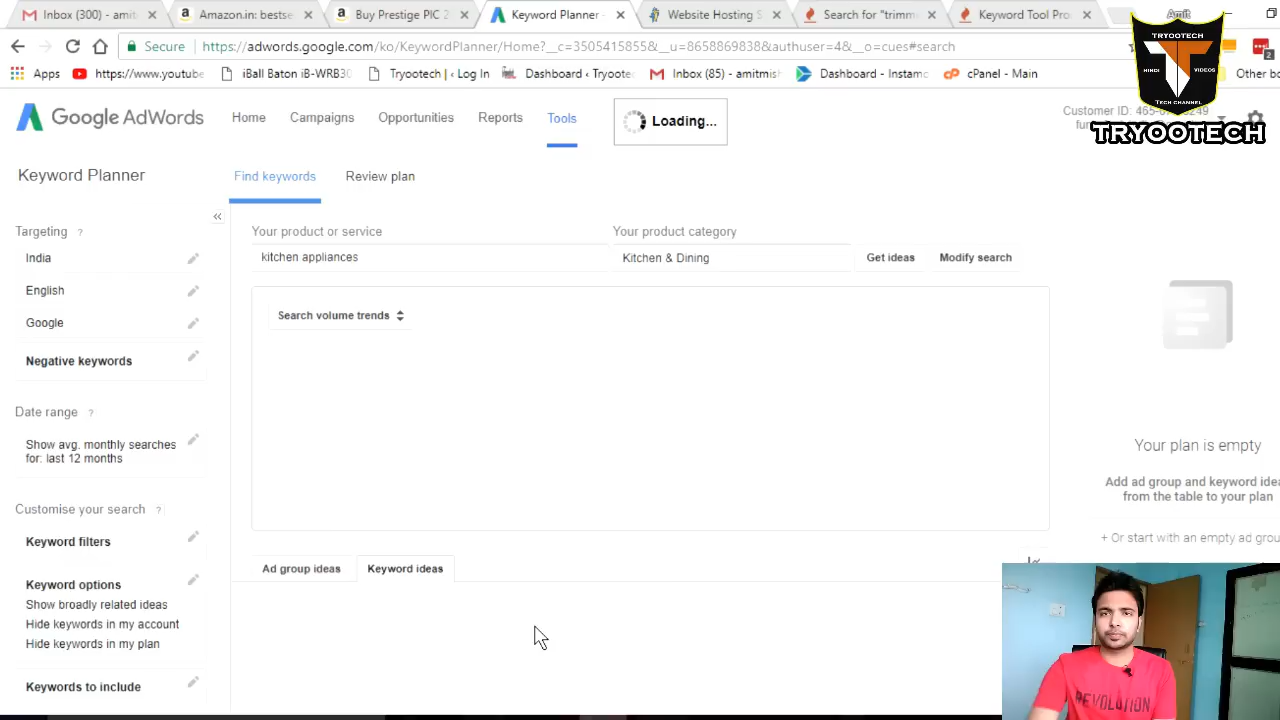 Inbox (300) - amit
Amazon.in: bestse
Buy Prestige PIC 2
Keyword Planner -
Website Hosting S
Search for "trimm
Keyword Tool Pro
Amit
Secure
https://adwords.google.com/ko/KeywordPlanner/Home?__c=3505415855&__u=8658869838&authuser=4&__o=cues#search
2
Apps
https://www.youtube
iBall Baton iB-WRB30
Tryootech | Log In
Dashboard ‹ Tryootec
Inbox (85) - amitmish
Dashboard - Instamo
cPanel - Main
Other bo
TRYOOTECH
HINDI
VIDEOS
TECH CHANNEL
TRYOOTECH
Google AdWords
Home
Campaigns
Opportunities
Reports
Tools
Loading...
Keyword Planner
Find keywords
Review plan
Targeting ?
India
English
Google
Negative keywords
Date range ?
Show avg. monthly searches
for: last 12 months
Customise your search ?
Keyword filters
Keyword options
Show broadly related ideas
Hide keywords in my account
Hide keywords in my plan
Keywords to include
Your product or service
kitchen appliances
Your product category
Kitchen & Dining
Get ideas
Modify search
Search volume trends
Ad group ideas
Keyword ideas
Your plan is empty
Add ad group and keyword idea
from the table to your plan
+ Or start with an empty ad grou
REVOLUTION